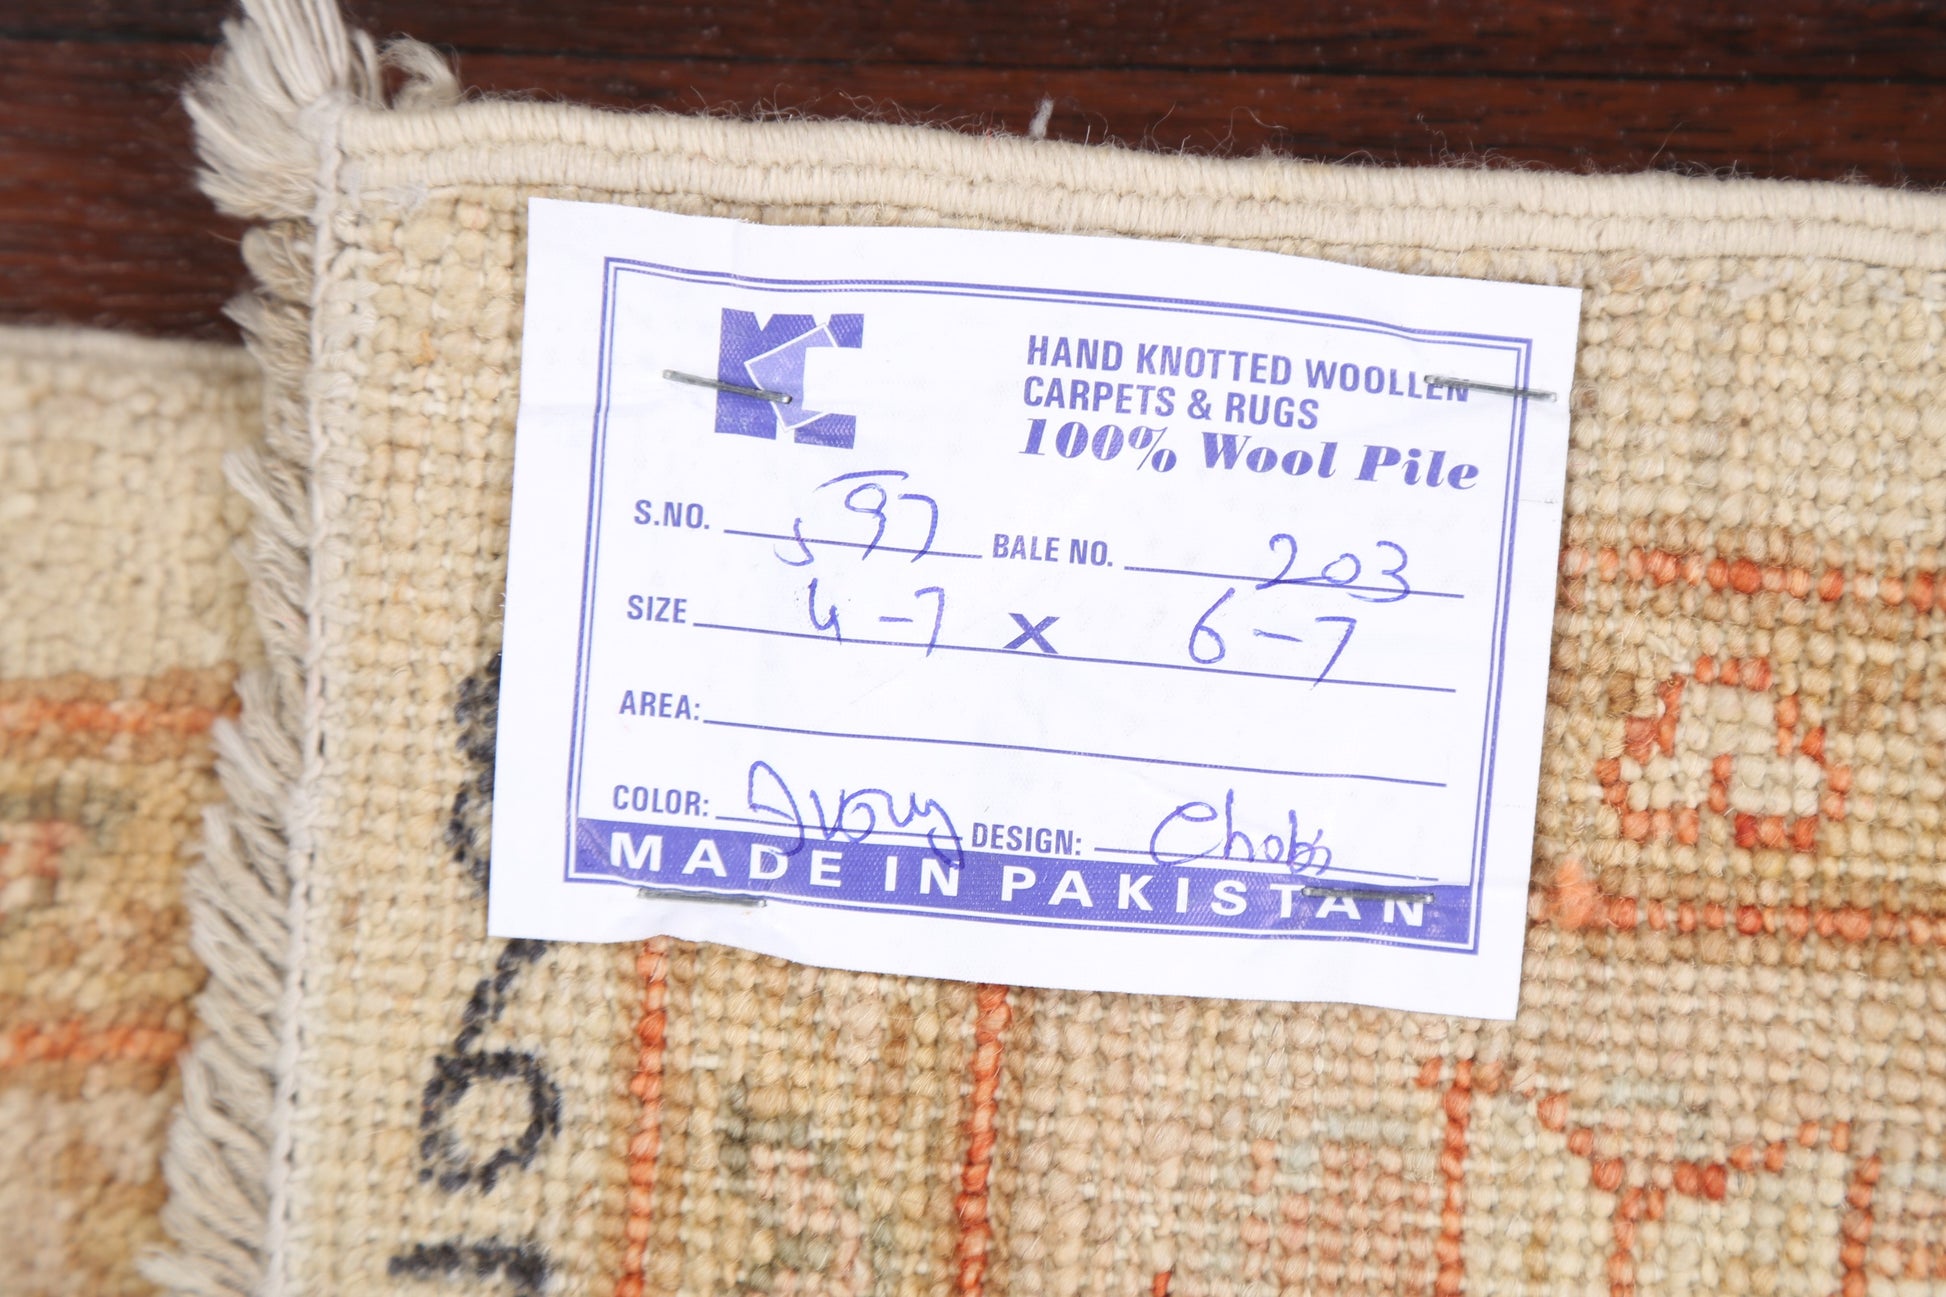 HAND KNOTTED WOOLLEN
CARPETS & RUGS
100% Wool Pile
S.NO. 597 BALE NO. 203
SIZE 4-7 X 6-7
AREA:
COLOR: Ivory DESIGN:
MADE IN PAKISTAN